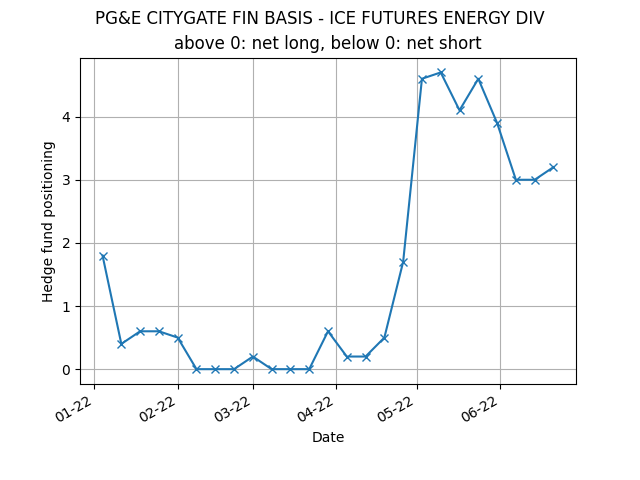 PG&E CITYGATE FIN BASIS - ICE FUTURES ENERGY DIV
above 0: net long, below 0: net short
Hedge fund positioning
4
3
2
1
0
01-22
02-22
03-22
04-22
05-22
06-22
Date